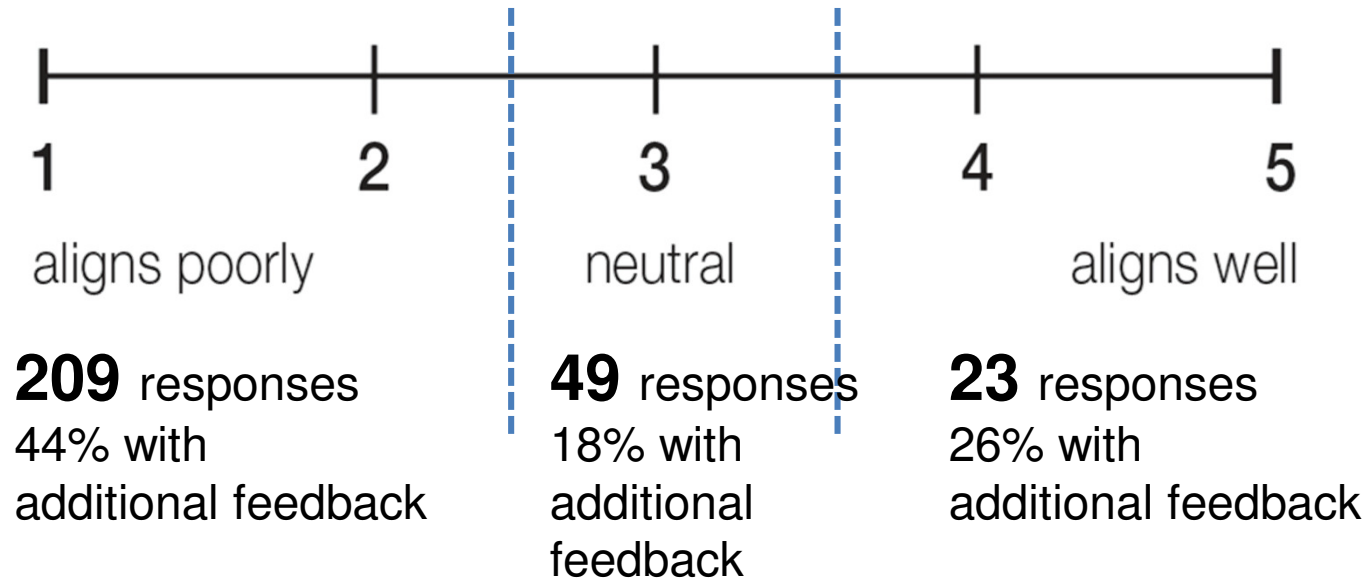 1 2 3 4 5
aligns poorly neutral aligns well
209 responses
44% with
additional feedback
49 responses
18% with
additional
feedback
23 responses
26% with
additional feedback